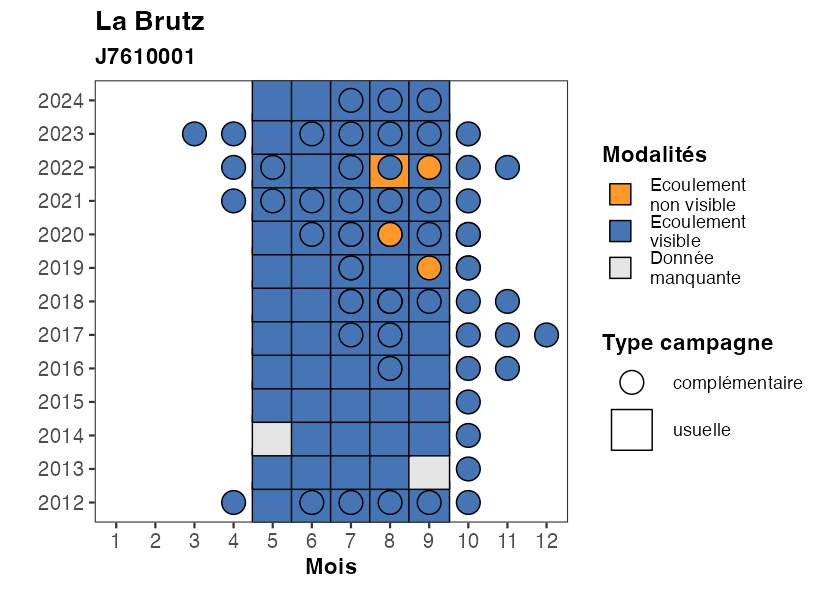 La Brutz
J7610001
2024
2023
2022
2021
2020
2019
2018
2017
2016
2015
2014
2013
2012
1 2 3 4 5 6 7 8 9 10 11 12
Mois
Modalités
Ecoulement
non visible
Ecoulement
visible
Donnée
manquante
Type campagne
complémentaire
usuelle